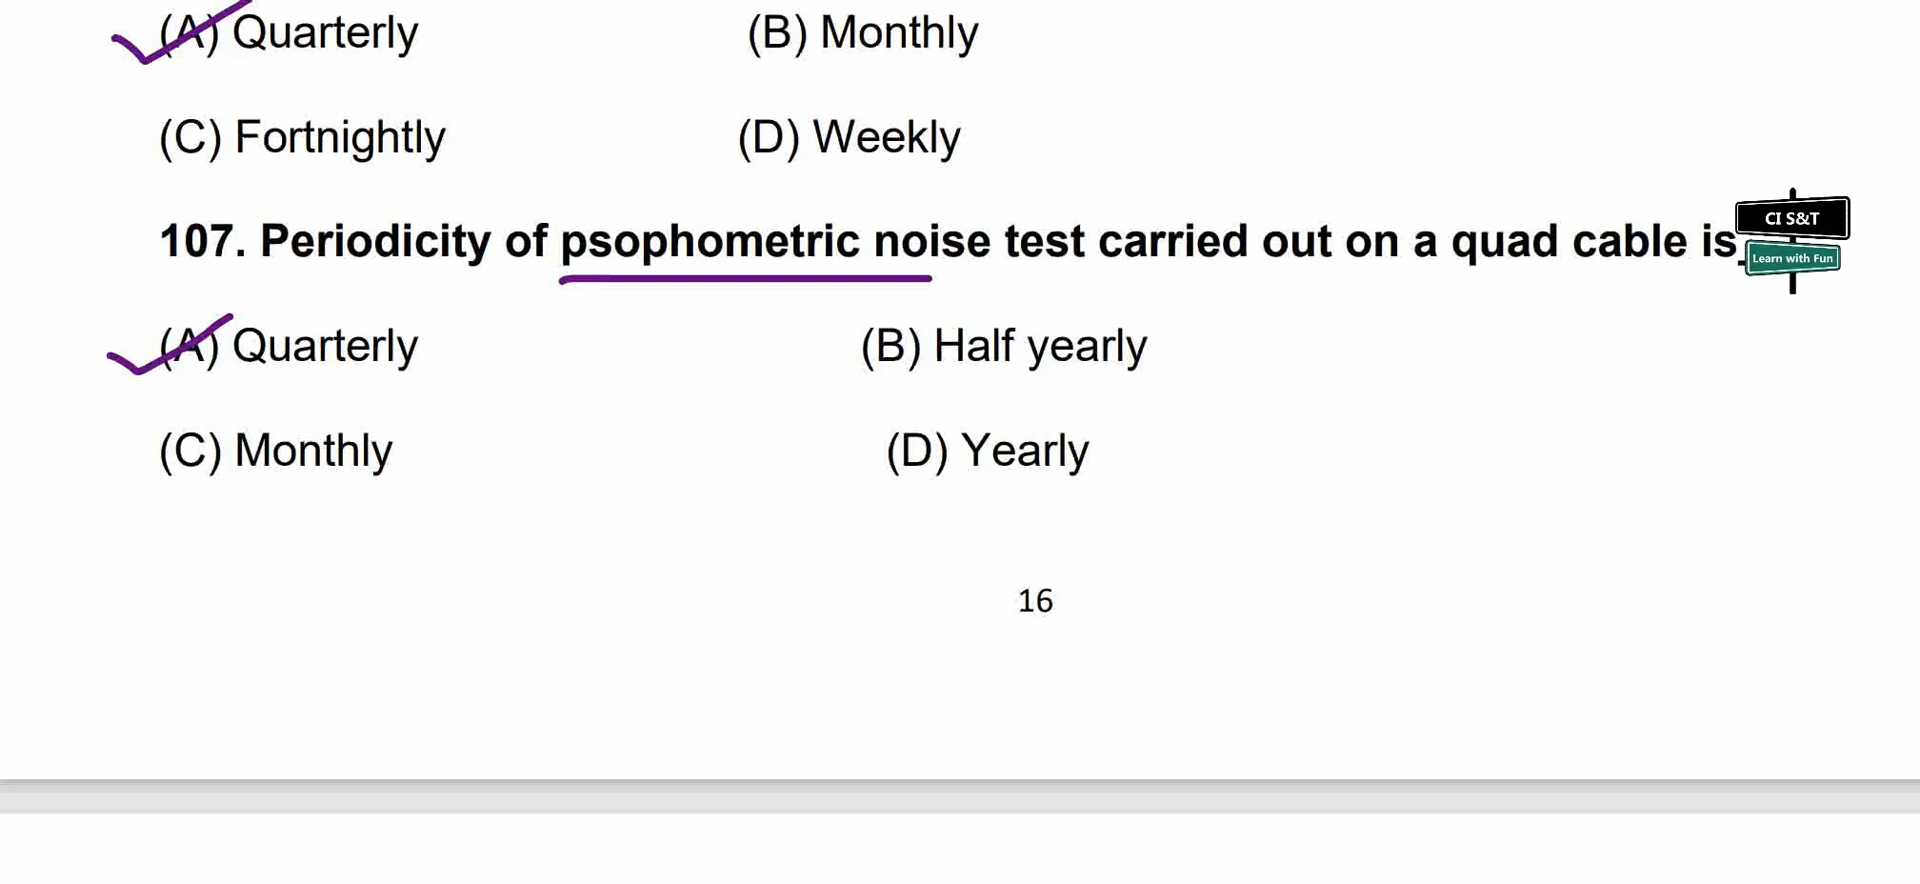 (A) Quarterly (B) Monthly
(C) Fortnightly (D) Weekly
107. Periodicity of psophometric noise test carried out on a quad cable is_
CI S&T
Learn with Fun
(A) Quarterly (B) Half yearly
(C) Monthly (D) Yearly
16